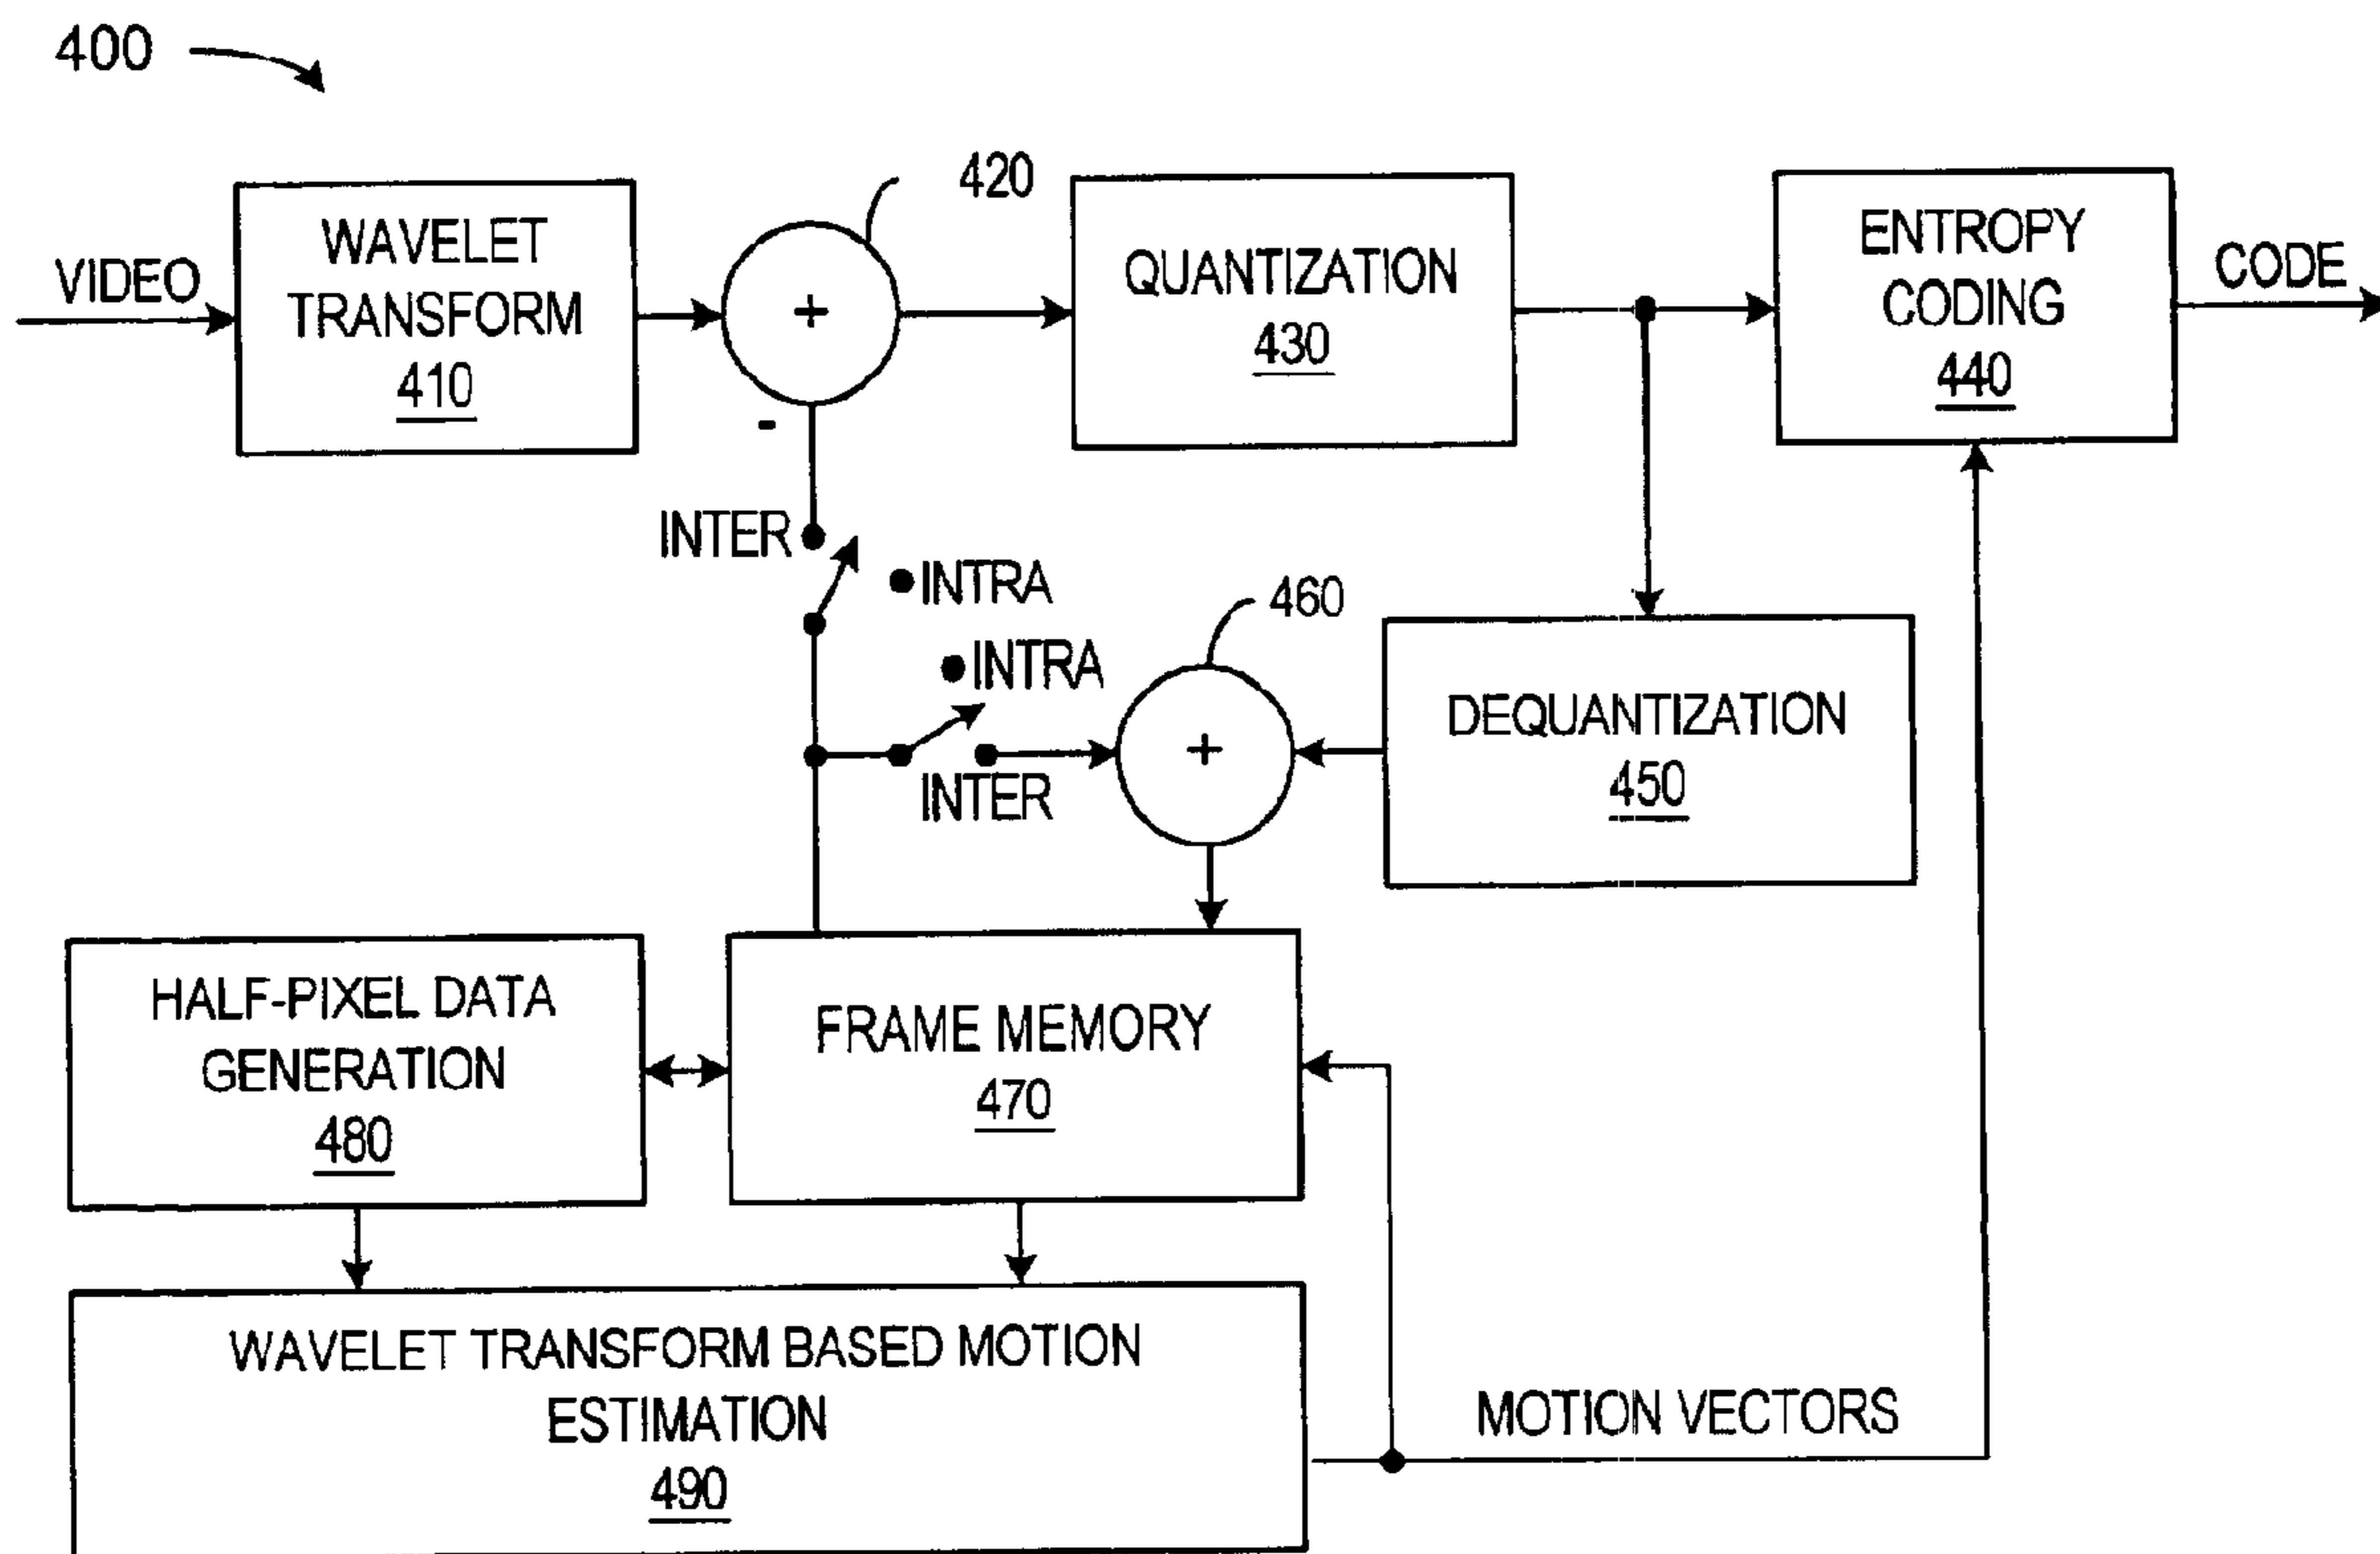 400
420
VIDEO
WAVELET
TRANSFORM
410
+
-
QUANTIZATION
430
ENTROPY
CODING
440
CODE
INTER
INTRA
INTRA
INTER
460
+
DEQUANTIZATION
450
HALF-PIXEL DATA
GENERATION
480
FRAME MEMORY
470
WAVELET TRANSFORM BASED MOTION
ESTIMATION
490
MOTION VECTORS